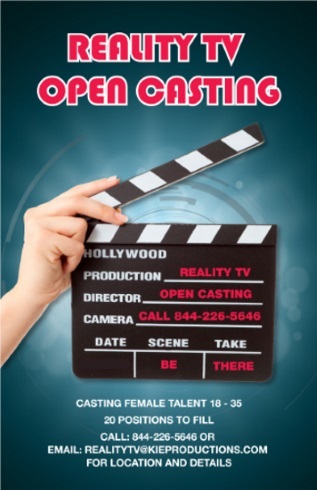 REALITY TV
OPEN CASTING
HOLLYWOOD
PRODUCTION REALITY TV
DIRECTOR OPEN CASTING
CAMERA CALL 844-226-5646
DATE SCENE TAKE
BE THERE
CASTING FEMALE TALENT 18 - 35
20 POSITIONS TO FILL
CALL: 844-226-5646 OR
EMAIL: REALITYTV@KIEPRODUCTIONS.COM
FOR LOCATION AND DETAILS